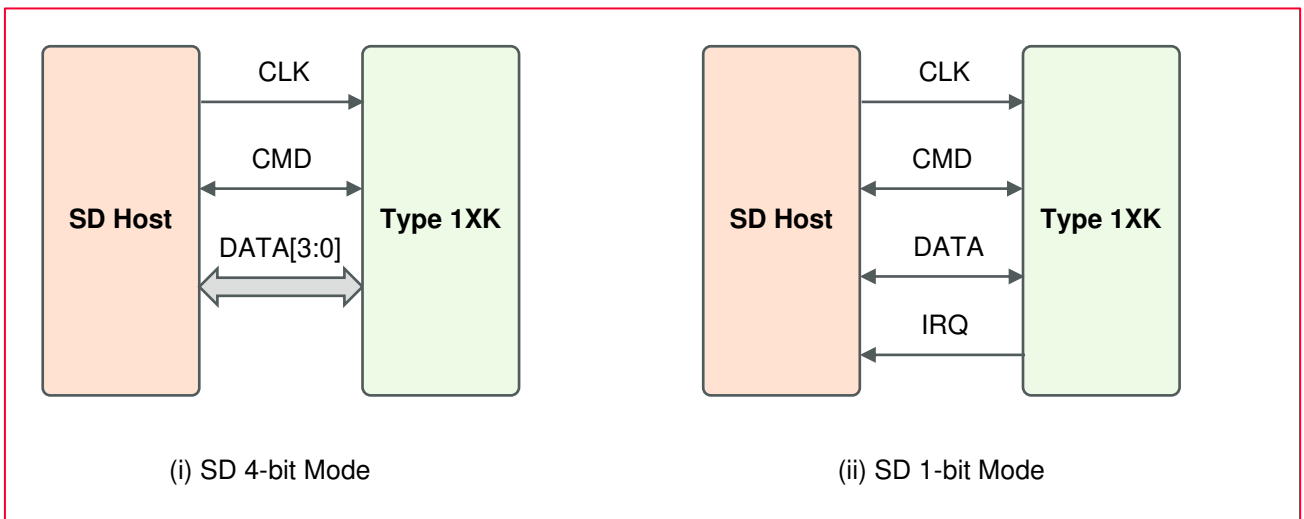 CLK
CMD
SD Host
Type 1XK
DATA[3:0]
(i) SD 4-bit Mode
CLK
CMD
SD Host
Type 1XK
DATA
IRQ
(ii) SD 1-bit Mode